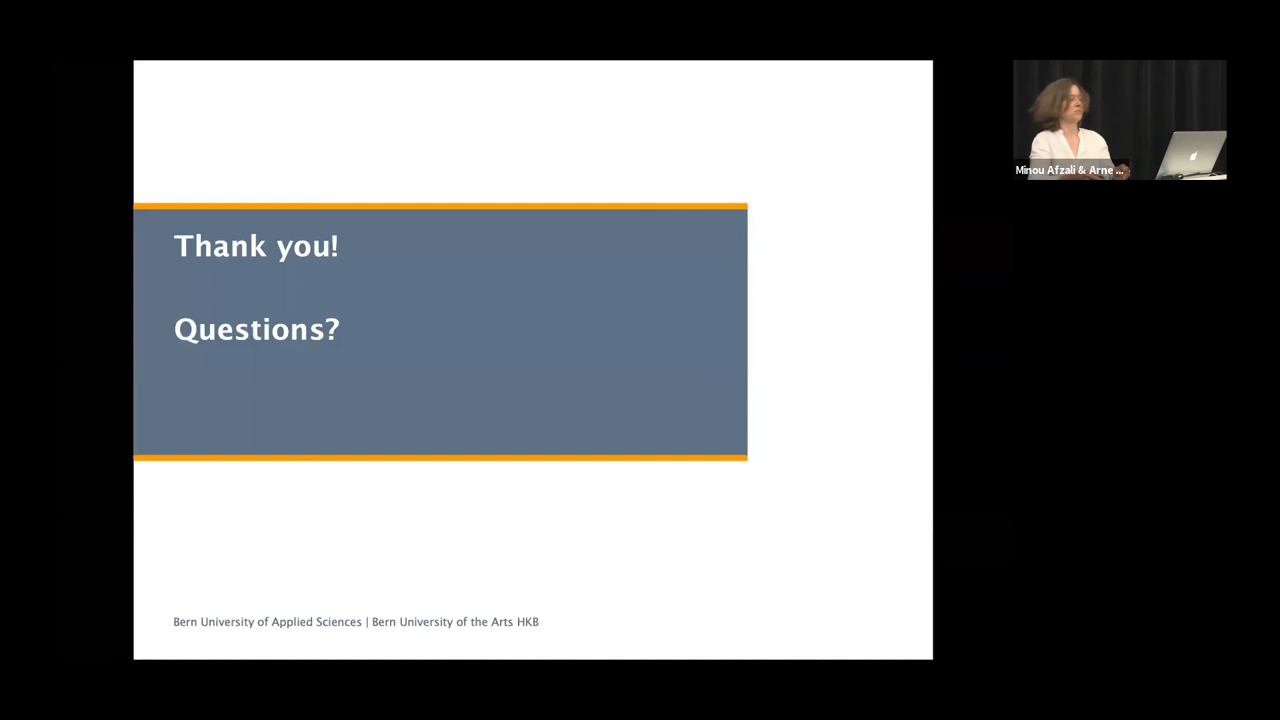 Thank you!
Questions?
Bern University of Applied Sciences | Bern University of the Arts HKB
Minou Afzali & Arne ...